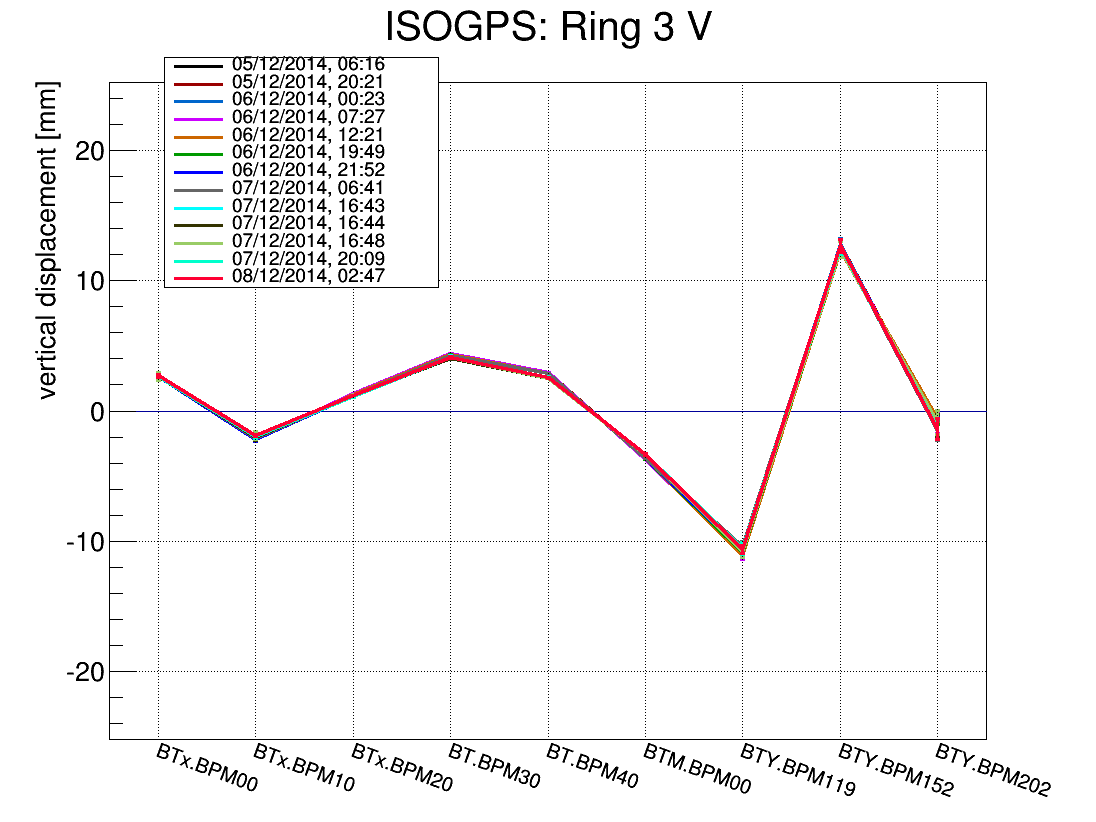 ISOGPS: Ring 3 V
vertical displacement [mm]
05/12/2014, 06:16
05/12/2014, 20:21
06/12/2014, 00:23
06/12/2014, 07:27
06/12/2014, 12:21
06/12/2014, 19:49
06/12/2014, 21:52
07/12/2014, 06:41
07/12/2014, 16:43
07/12/2014, 16:44
07/12/2014, 16:48
07/12/2014, 20:09
08/12/2014, 02:47
20
10
0
-10
-20
BTx.BPM00
BTx.BPM10
BTx.BPM20
BT.BPM30
BT.BPM40
BTM.BPM00
BTY.BPM119
BTY.BPM152
BTY.BPM202